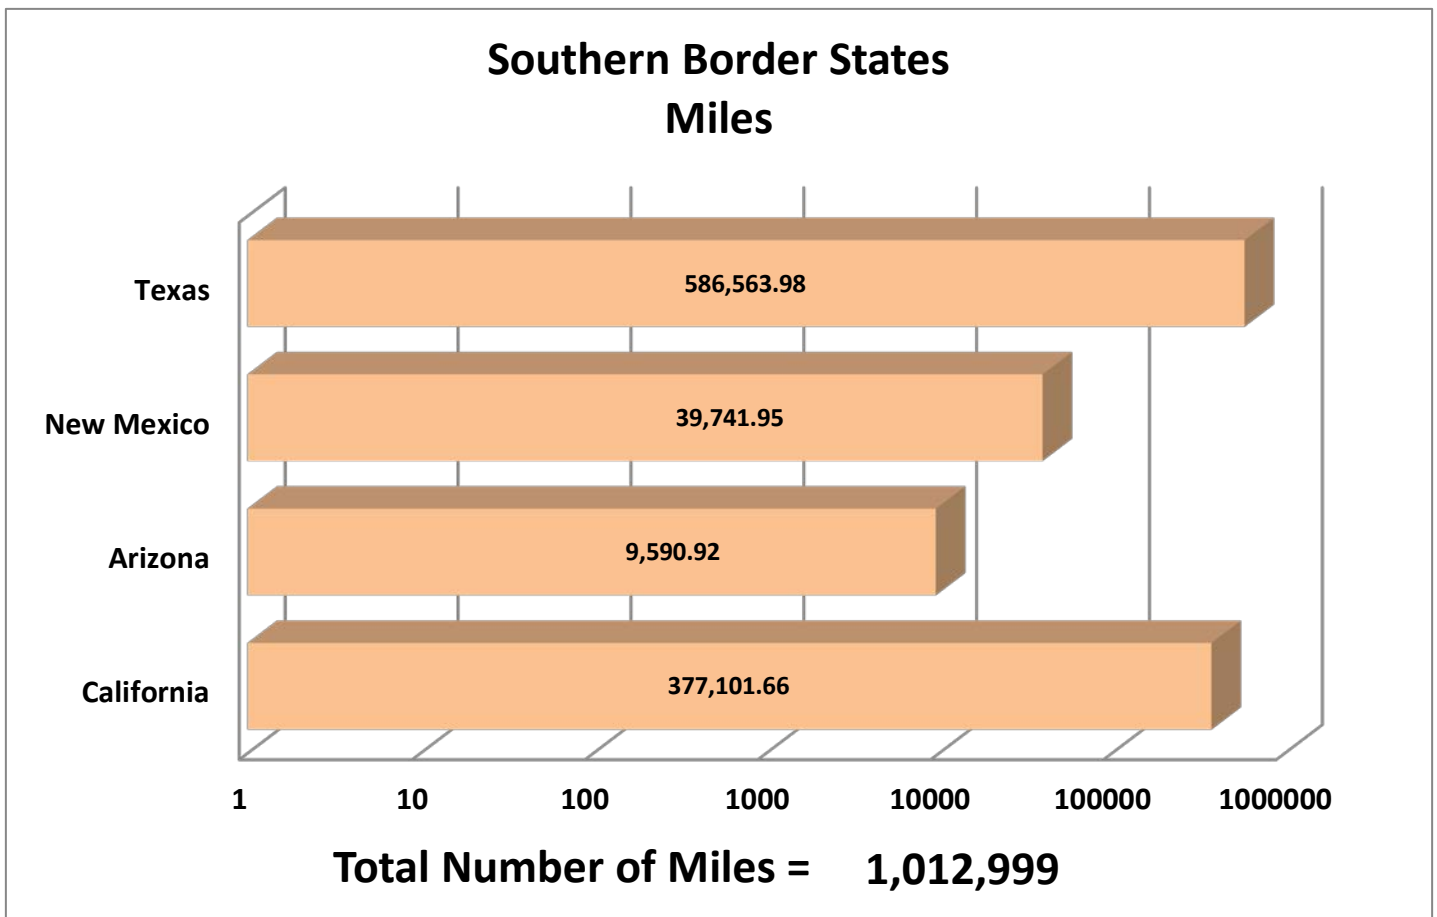 Southern Border States
Miles
Texas
586,563.98
New Mexico
39,741.95
Arizona
9,590.92
California
377,101.66
1 10 100 1000 10000 100000 1000000
Total Number of Miles = 1,012,999